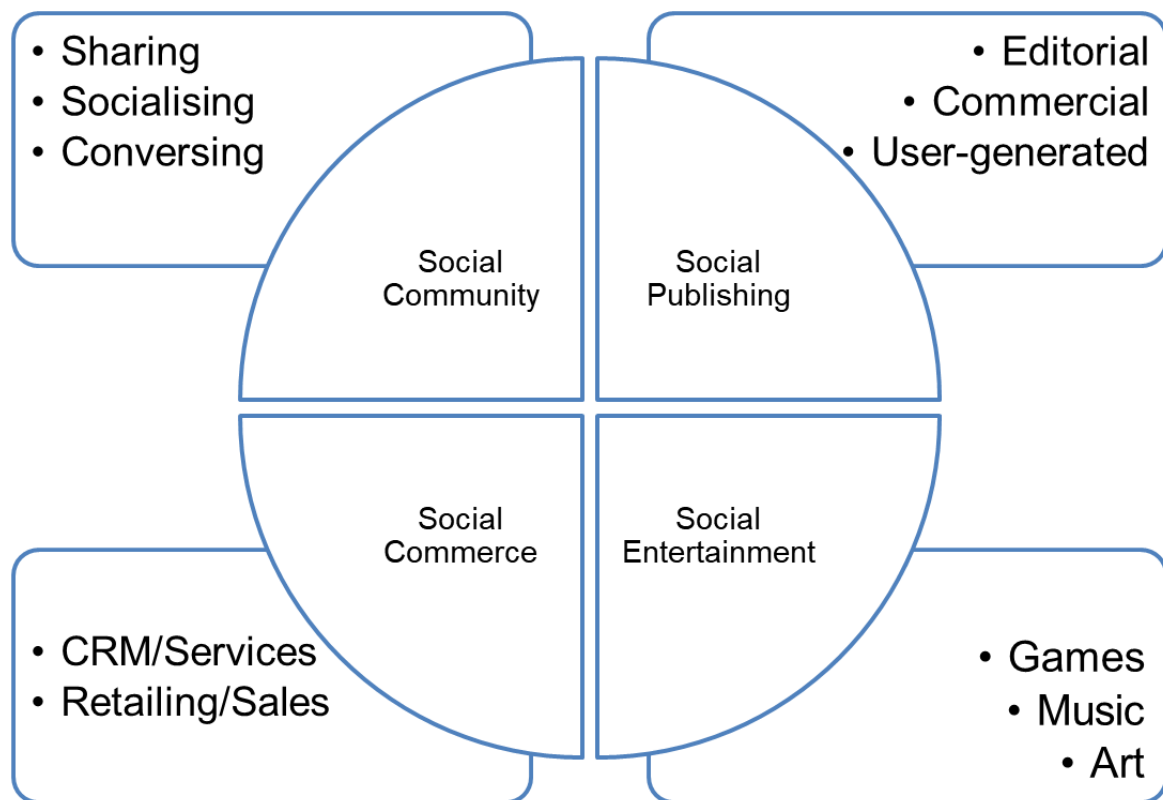 • Sharing
• Socialising
• Conversing
• Editorial
• Commercial
• User-generated
Social
Community
Social
Publishing
Social
Commerce
Social
Entertainment
• CRM/Services
• Retailing/Sales
• Games
• Music
• Art